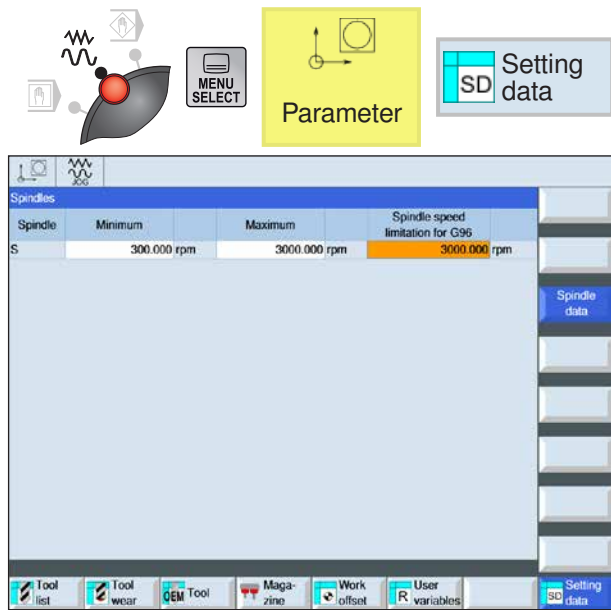 MENU
SELECT
Parameter
SD
Setting
data
JOG
Spindles
Spindle
Minimum
Maximum
Spindle speed
limitation for G96
S
300.000 rpm
3000.000 rpm
3000.000 rpm
Spindle
data
Tool
list
Tool
wear
OEM Tool
Maga-
zine
Work
offset
R
User
variables
SD
Setting
data